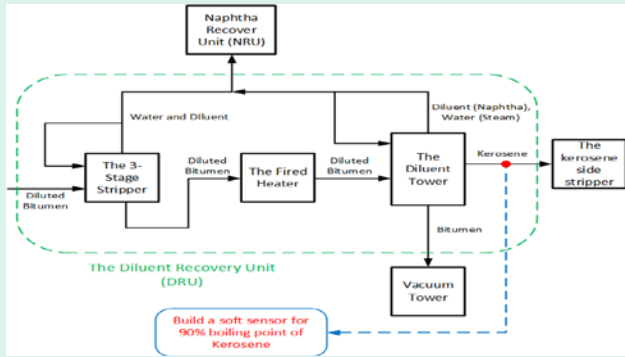 Naphtha
Recover
Unit (NRU)
Water and Diluent
Diluent (Naphtha),
Water (Steam)
The 3-
Stage
Stripper
Diluted
Bitumen
Diluted
Bitumen
The Fired
Heater
Diluted
Bitumen
The
Diluent
Tower
Kerosene
The
kerosene
side
stripper
Bitumen
The Diluent Recovery Unit
(DRU)
Vacuum
Tower
Build a soft sensor for
90% boiling point of
Kerosene